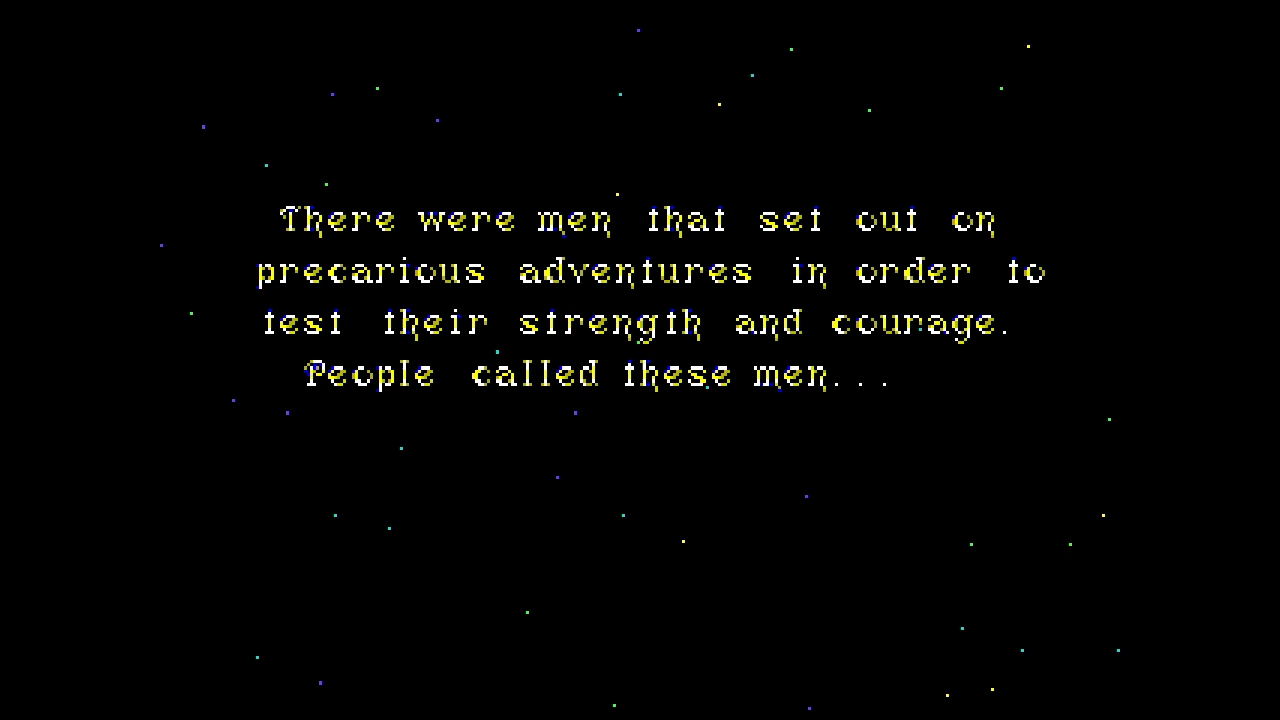 There were men that set out on
precarious adventures in order to
test their strength and courage.
People called these men...